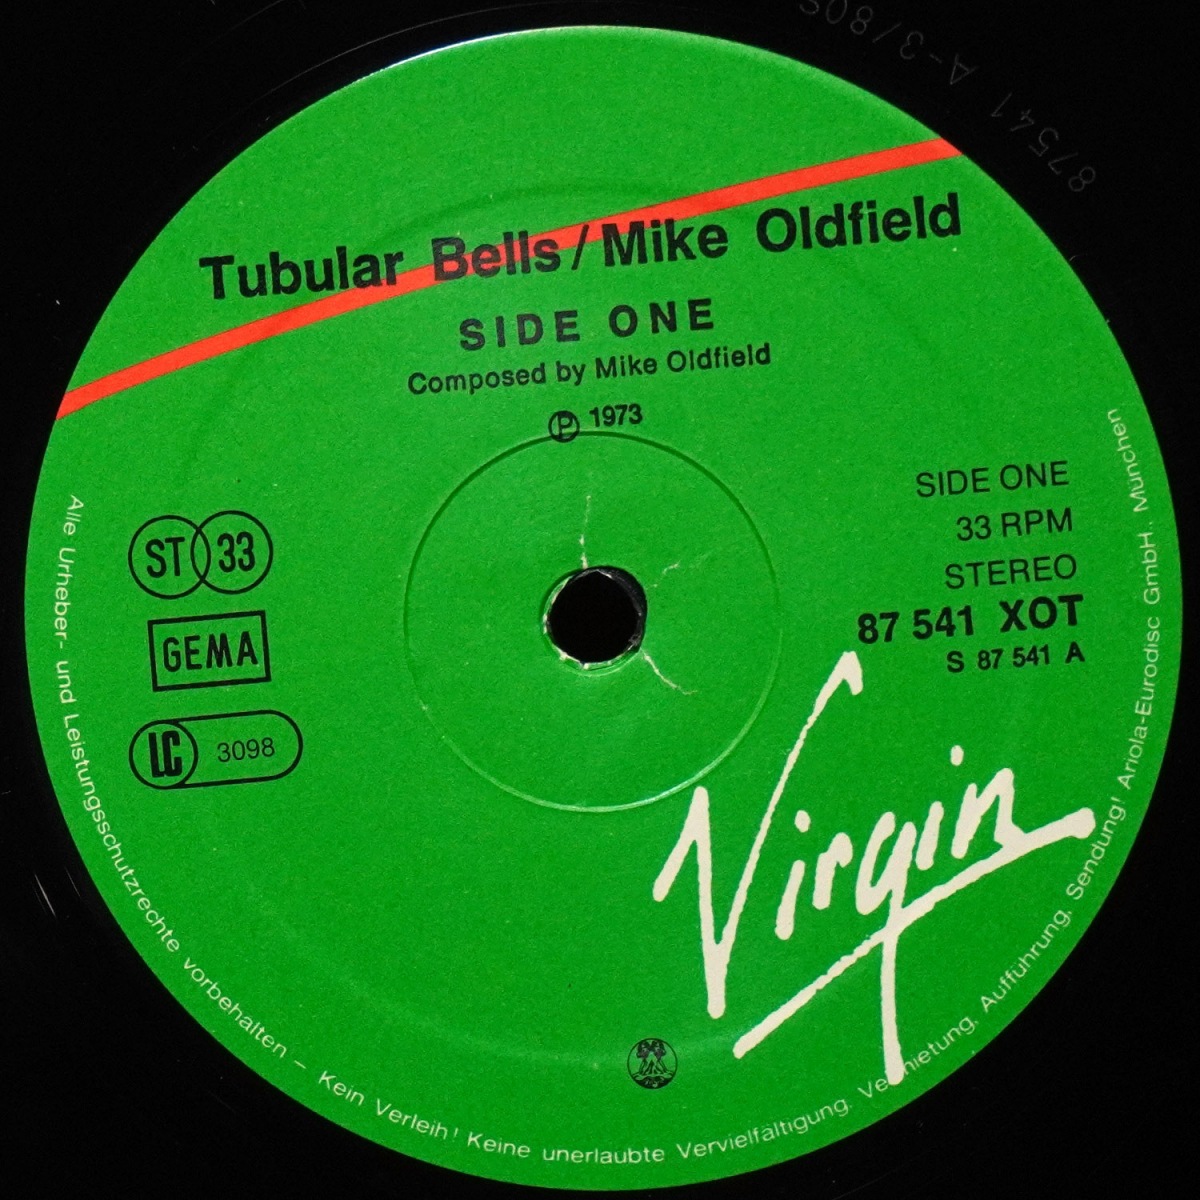 Tubular Bells / Mike Oldfield
SIDE ONE
Composed by Mike Oldfield
Ⓟ 1973
ST 33
GEMA
LC 3098
SIDE ONE
33 RPM
STEREO
87 541 XOT
S 87 541 A
Virgin
Alle Urheber- und Leistungsschutzrechte vorbehalten – Kein Verleih! Keine unerlaubte Vervielfältigung, Vermietung, Aufführung, Sendung! Ariola-Eurodisc GmbH., München
87541 A-3/80